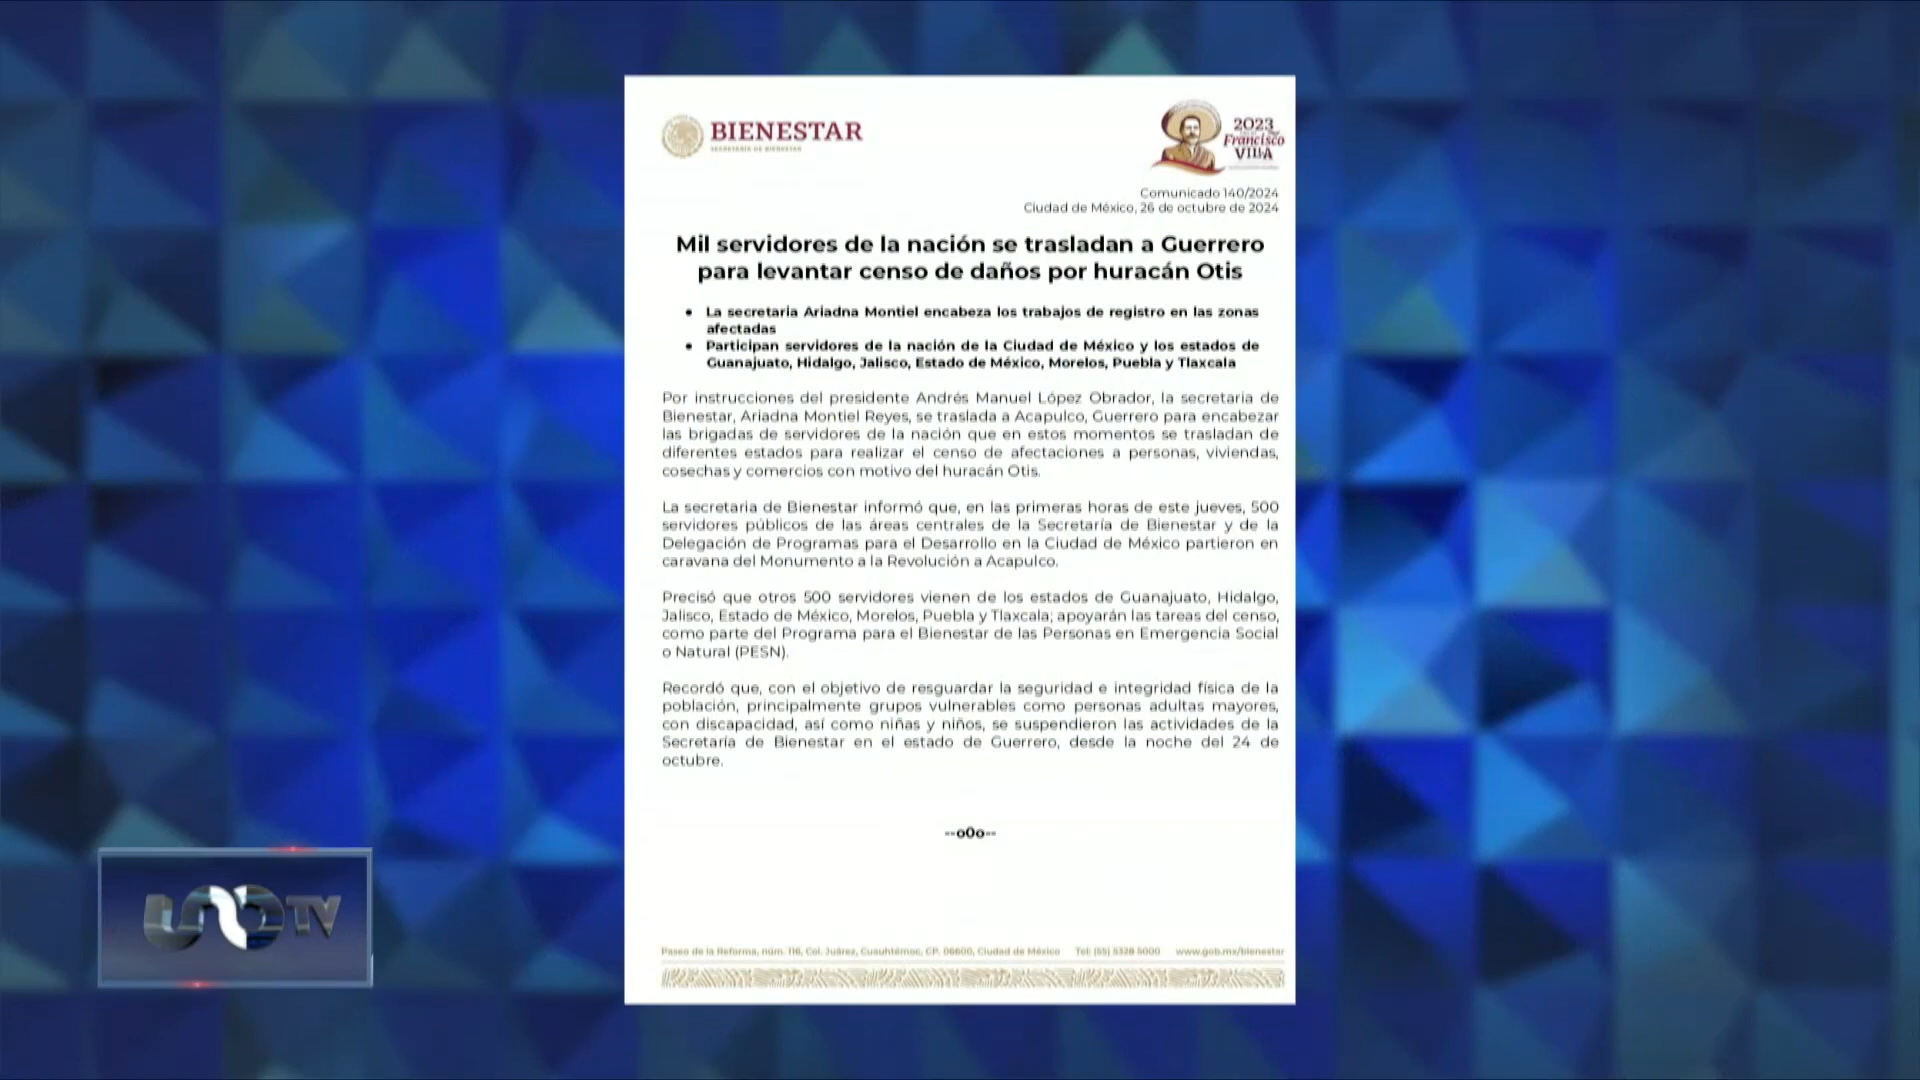 BIENESTAR
SECRETARÍA DE BIENESTAR
2023
Francisco
VILLA
Comunicado 140/2024
Ciudad de México, 26 de octubre de 2024
Mil servidores de la nación se trasladan a Guerrero
para levantar censo de daños por huracán Otis
• La secretaria Ariadna Montiel encabeza los trabajos de registro en las zonas
afectadas
• Participan servidores de la nación de la Ciudad de México y los estados de
Guanajuato, Hidalgo, Jalisco, Estado de México, Morelos, Puebla y Tlaxcala
Por instrucciones del presidente Andrés Manuel López Obrador, la secretaria de
Bienestar, Ariadna Montiel Reyes, se traslada a Acapulco, Guerrero para encabezar
las brigadas de servidores de la nación que en estos momentos se trasladan de
diferentes estados para realizar el censo de afectaciones a personas, viviendas,
cosechas y comercios con motivo del huracán Otis.
La secretaria de Bienestar informó que, en las primeras horas de este jueves, 500
servidores públicos de las áreas centrales de la Secretaría de Bienestar y de la
Delegación de Programas para el Desarrollo en la Ciudad de México partieron en
caravana del Monumento a la Revolución a Acapulco.
Precisó que otros 500 servidores vienen de los estados de Guanajuato, Hidalgo,
Jalisco, Estado de México, Morelos, Puebla y Tlaxcala; apoyarán las tareas del censo,
como parte del Programa para el Bienestar de las Personas en Emergencia Social
o Natural (PESN).
Recordó que, con el objetivo de resguardar la seguridad e integridad física de la
población, principalmente grupos vulnerables como personas adultas mayores,
con discapacidad, así como niñas y niños, se suspendieron las actividades de la
Secretaría de Bienestar en el estado de Guerrero, desde la noche del 24 de
octubre.
--o0o--
Paseo de la Reforma, núm. 116, Col. Juárez, Cuauhtémoc, CP. 06600, Ciudad de México Tel: (55) 5328 5000 www.gob.mx/bienestar
UNO TV